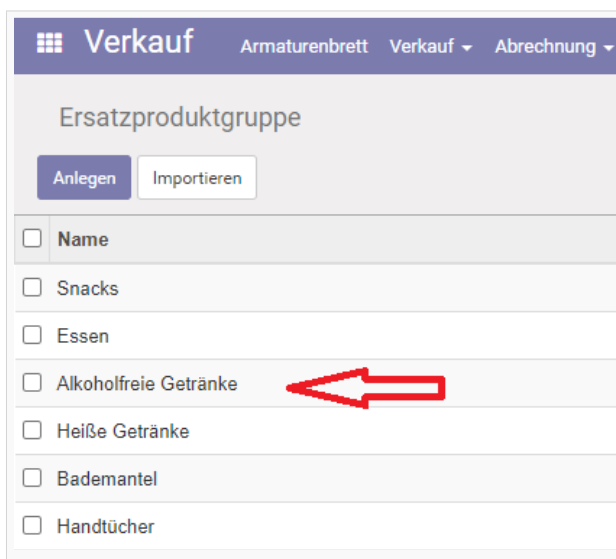 Verkauf Armaturenbrett Verkauf Abrechnung
Ersatzproduktgruppe
Anlegen Importieren
Name
Snacks
Essen
Alkoholfreie Getränke
Heiße Getränke
Bademantel
Handtücher